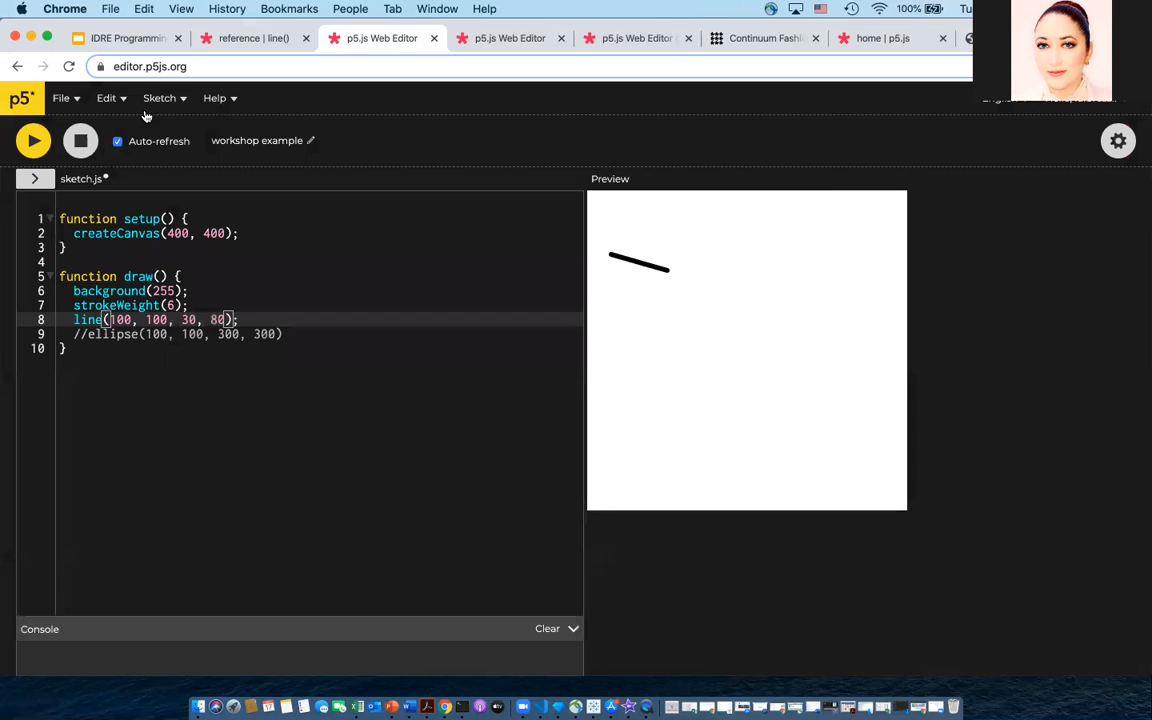 Chrome File Edit View History Bookmarks People Tab Window Help 100% Tu
IDRE Programmin reference | line() p5.js Web Editor p5.js Web Editor p5.js Web Editor Continuum Fashi home | p5.js
editor.p5js.org
p5* File Edit Sketch Help
Auto-refresh workshop example
sketch.js Preview
1 function setup() {
2 createCanvas(400, 400);
3 }
4
5 function draw() {
6 background(255);
7 strokeWeight(6);
8 line(100, 100, 30, 80);
9 //ellipse(100, 100, 300, 300)
10 }
Console Clear